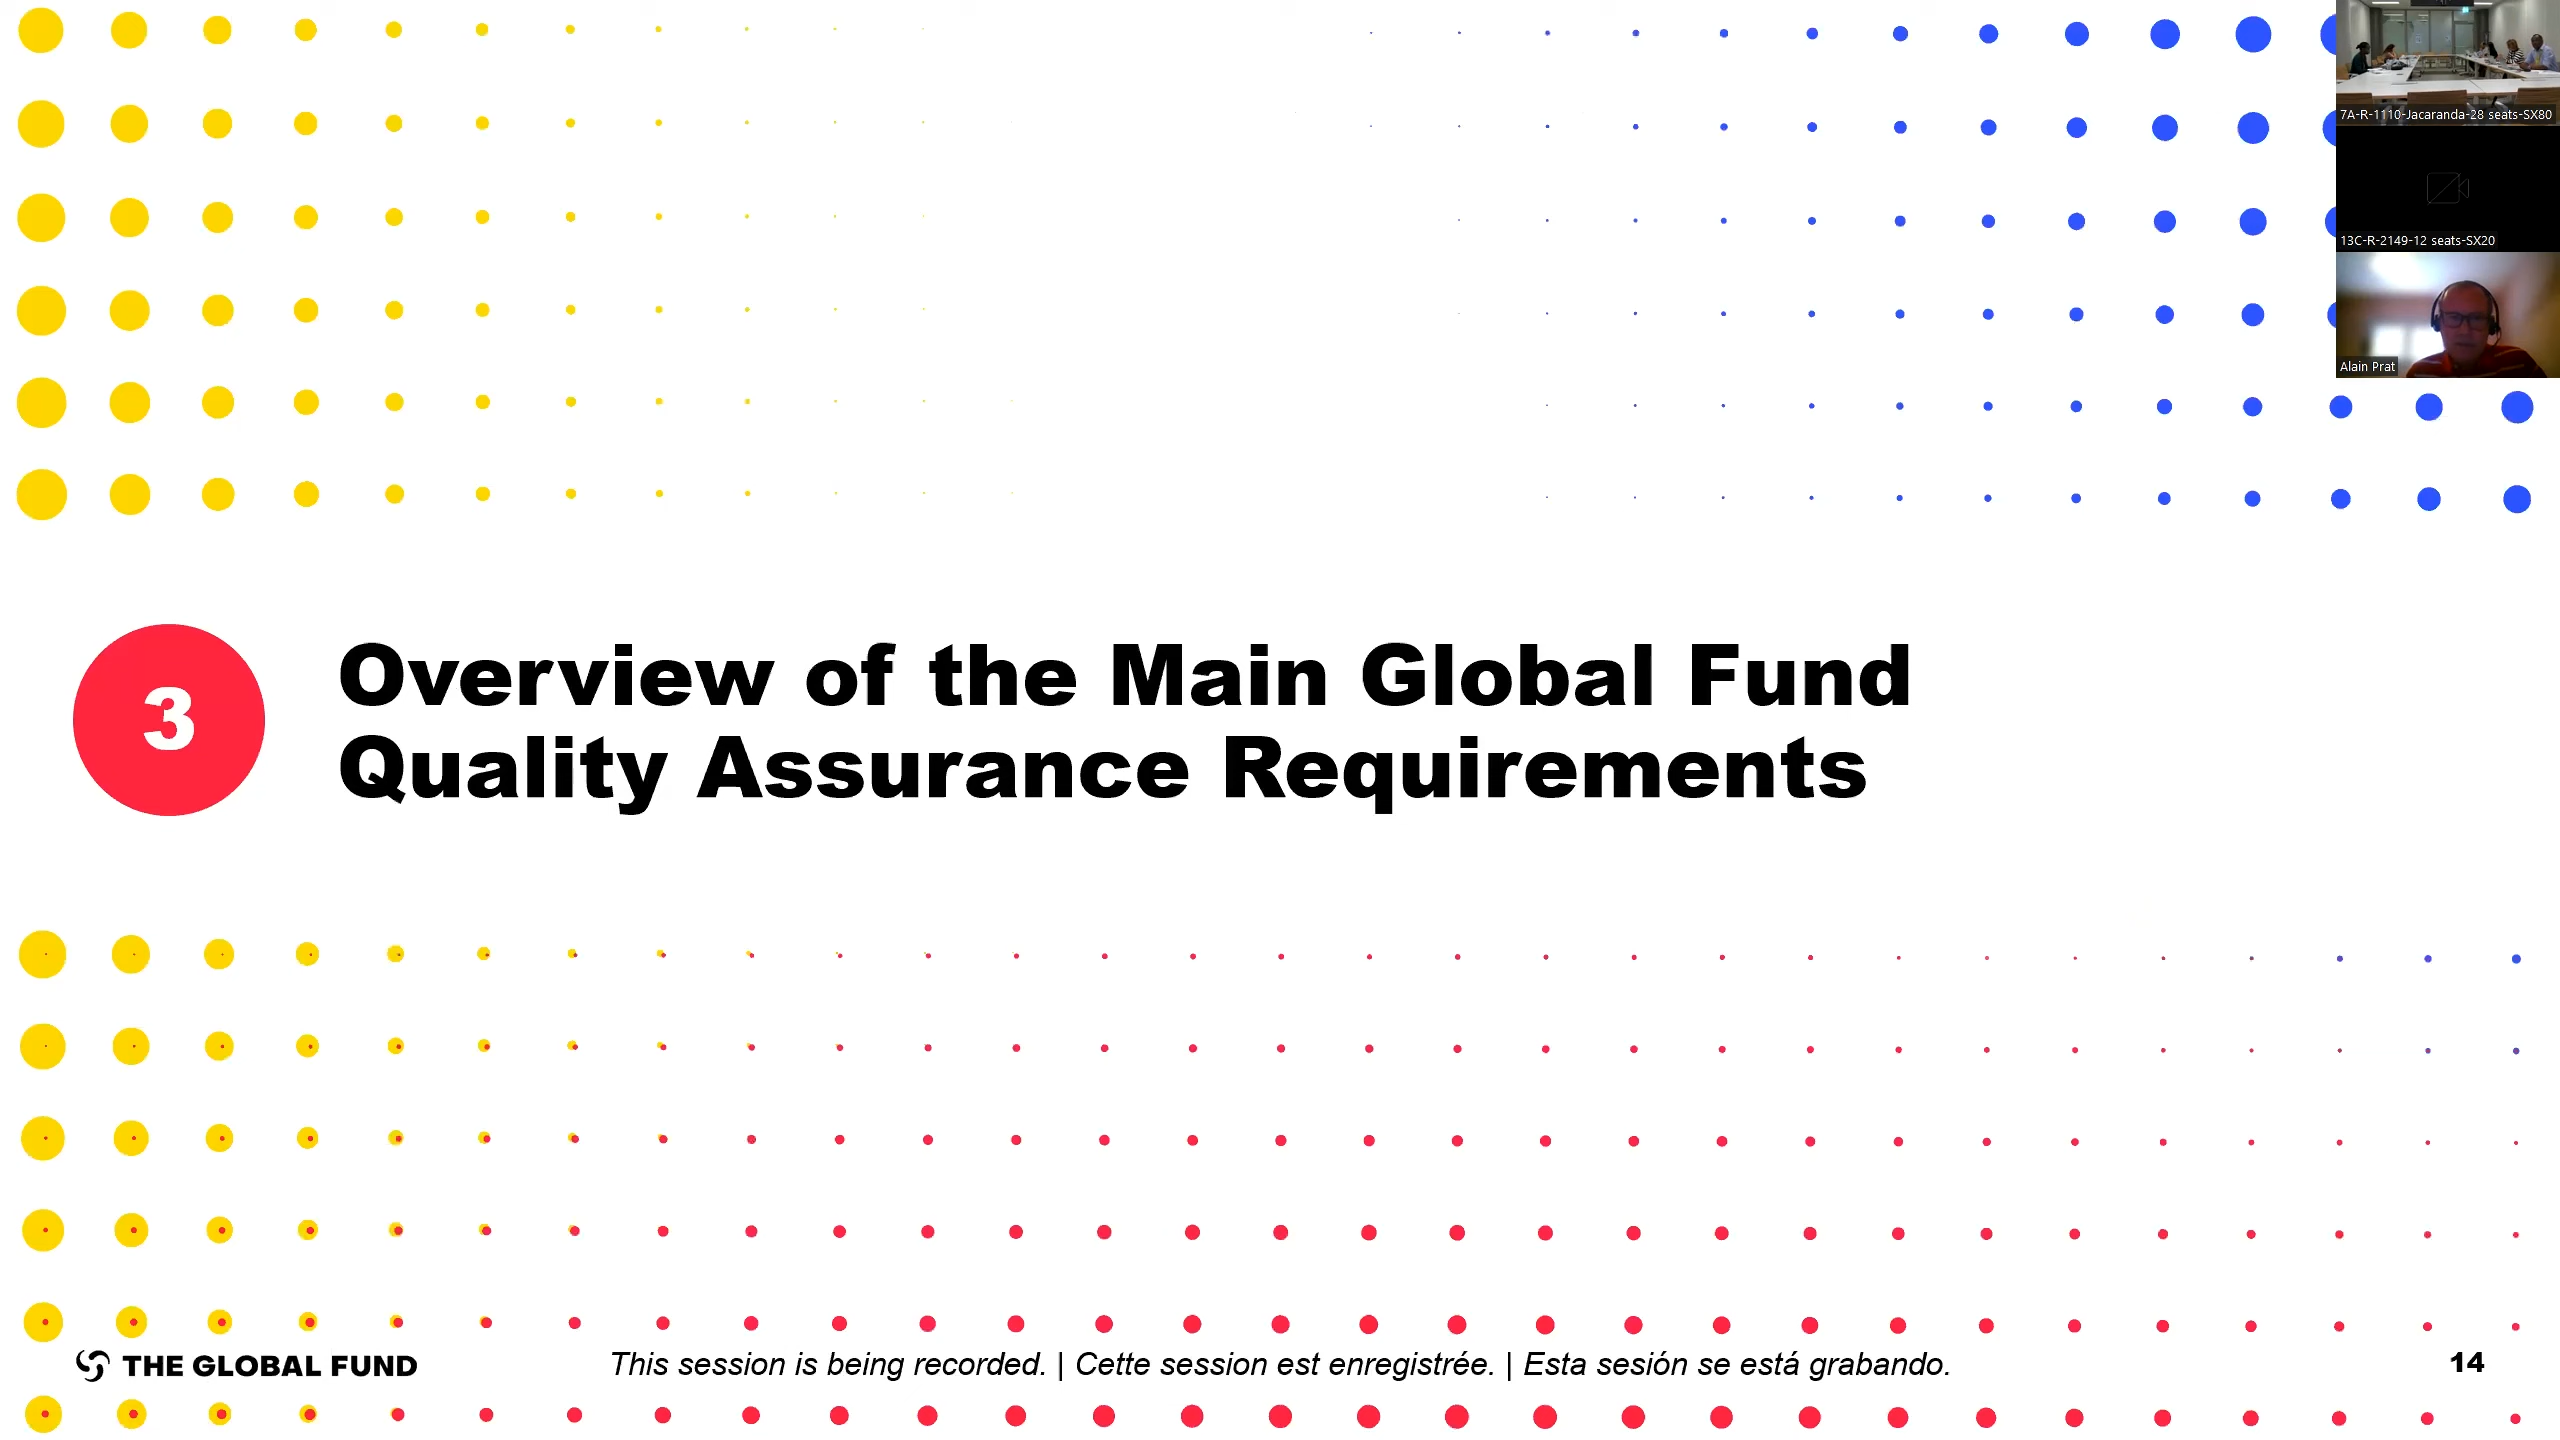 7A-R-1110-Jacaranda-28 seats-SX80
13C-R-2149-12 seats-SX20
Alain Prat
3
Overview of the Main Global Fund
Quality Assurance Requirements
THE GLOBAL FUND
This session is being recorded. | Cette session est enregistrée. | Esta sesión se está grabando.
14